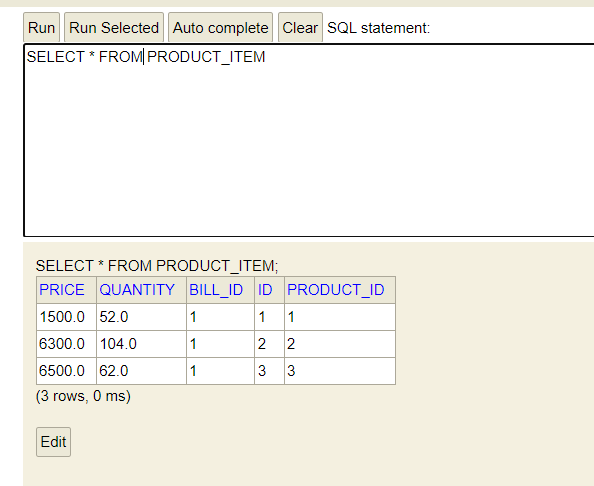 Run Run Selected Auto complete Clear SQL statement:
SELECT * FROM PRODUCT_ITEM
SELECT * FROM PRODUCT_ITEM;
PRICE QUANTITY BILL_ID ID PRODUCT_ID
1500.0 52.0 1 1 1
6300.0 104.0 1 2 2
6500.0 62.0 1 3 3
(3 rows, 0 ms)
Edit